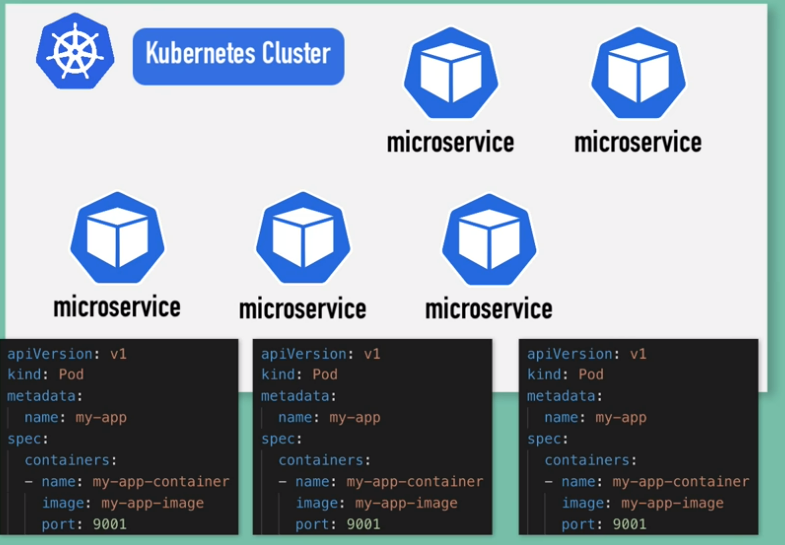 Kubernetes Cluster
microservice
microservice
microservice
microservice
microservice
apiVersion: v1
kind: Pod
metadata:
  name: my-app
spec:
  containers:
  - name: my-app-container
    image: my-app-image
    port: 9001
apiVersion: v1
kind: Pod
metadata:
  name: my-app
spec:
  containers:
  - name: my-app-container
    image: my-app-image
    port: 9001
apiVersion: v1
kind: Pod
metadata:
  name: my-app
spec:
  containers:
  - name: my-app-container
    image: my-app-image
    port: 9001